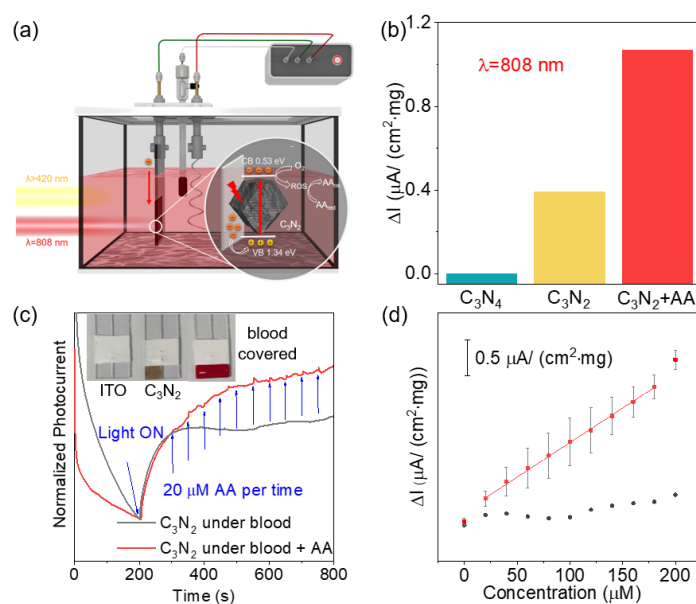 (a)
λ>420 nm
λ=808 nm
CB 0.53 eV
O₂
ROS
AAox
AAred
C₃N₂
VB 1.34 eV
(b)
ΔI (μA/ (cm²·mg)
1.2
0.8
0.4
0.0
λ=808 nm
C₃N₄
C₃N₂
C₃N₂+AA
(c)
Normalized Photocurrent
ITO
C₃N₂
blood
covered
Light ON
20 μM AA per time
C₃N₂ under blood
C₃N₂ under blood + AA
0 200 400 600 800
Time (s)
(d)
ΔI (μA/ (cm²·mg))
0.5 μA/ (cm²·mg)
0 50 100 150 200
Concentration (μM)